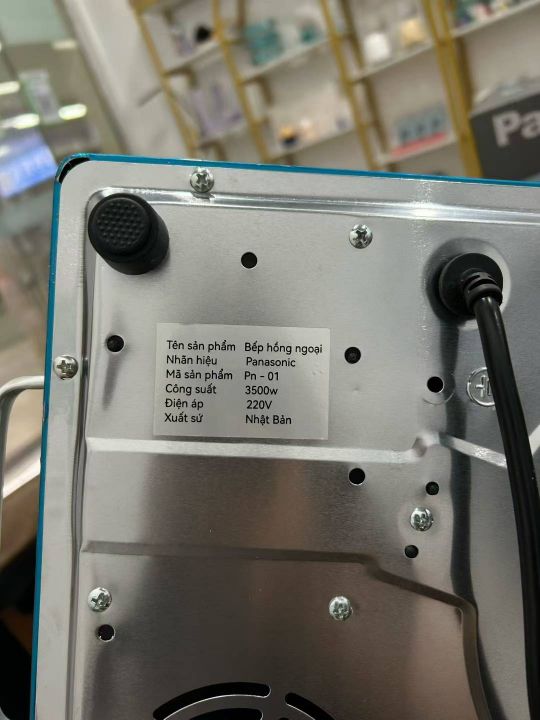 Pa
Tên sản phẩm Bếp hồng ngoại
Nhãn hiệu Panasonic
Mã sản phẩm Pn - 01
Công suất 3500w
Điện áp 220V
Xuất sứ Nhật Bản